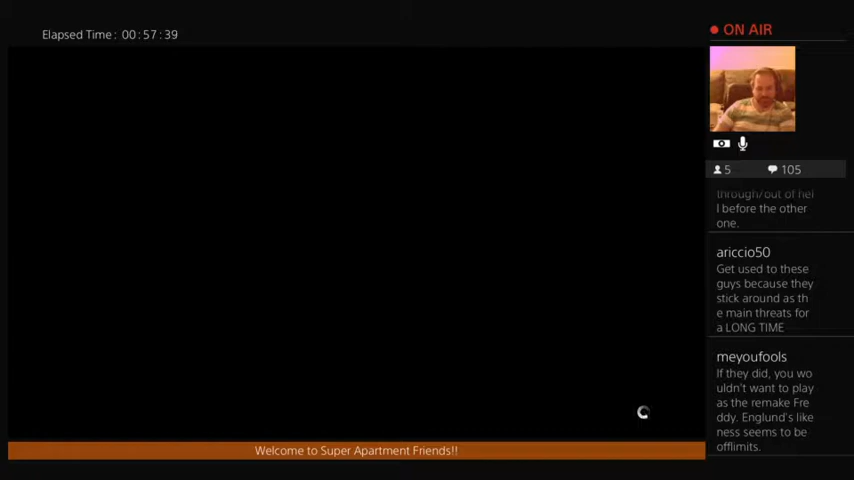 Elapsed Time: 00:57:39
ON AIR
5 105
through/out of hel
l before the other
one.
ariccio50
Get used to these
guys because they
stick around as th
e main threats for
a LONG TIME
meyoufools
If they did, you wo
uldn't want to play
as the remake Fre
ddy. Englund's like
ness seems to be
offlimits.
Welcome to Super Apartment Friends!!